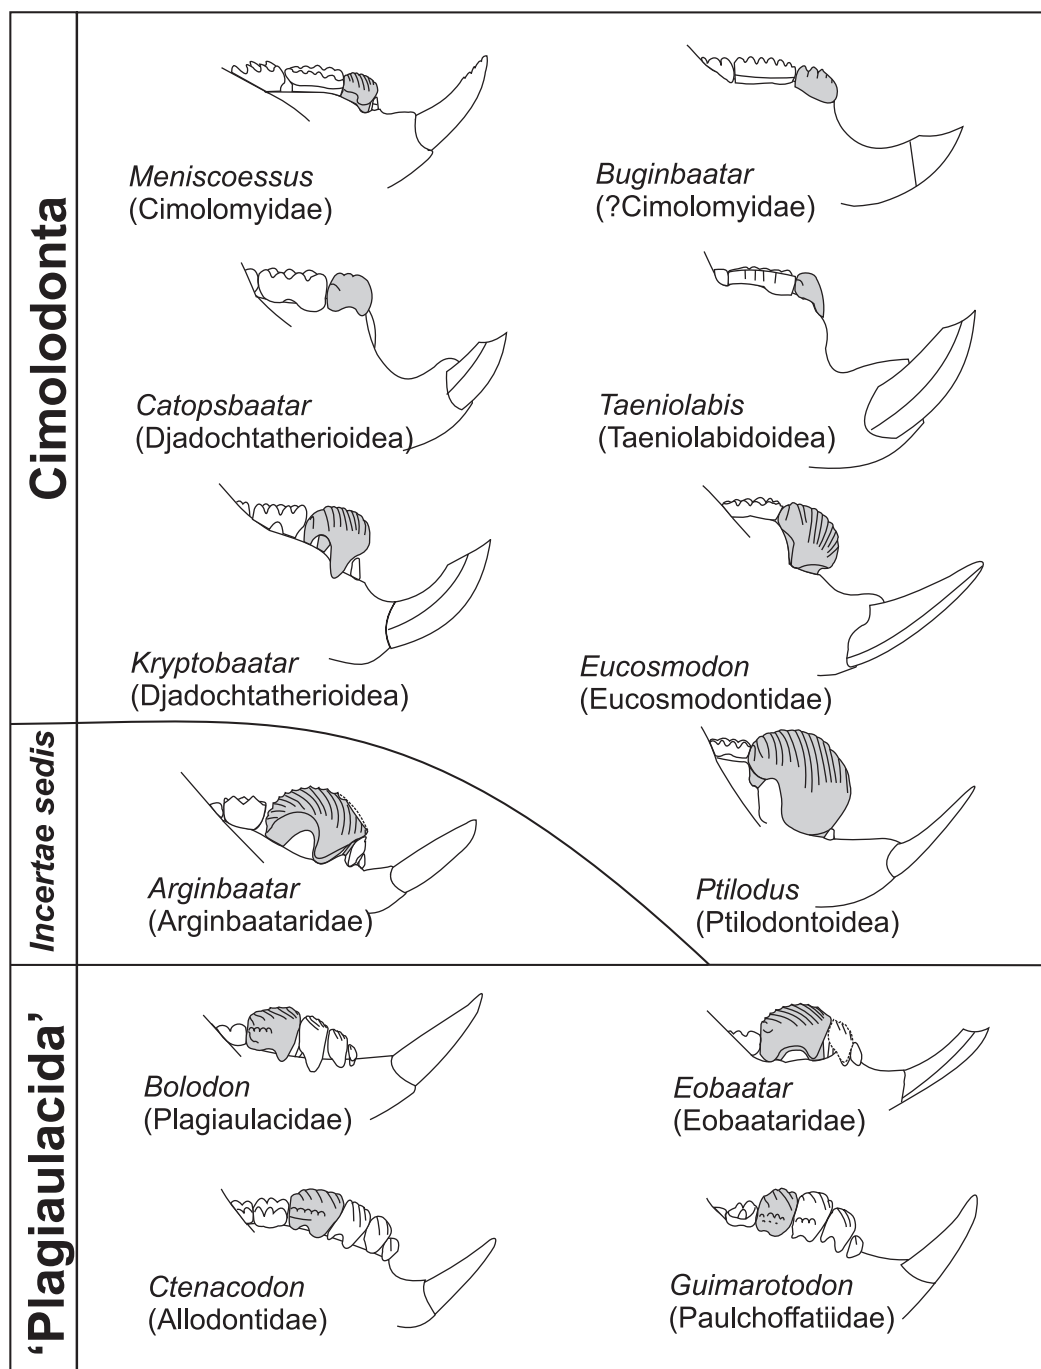 Cimolodonta
Meniscoessus
(Cimolomyidae)
Buginbaatar
(?Cimolomyidae)
Catopsbaatar
(Djadochtatherioidea)
Taeniolabis
(Taeniolabidoidea)
Kryptobaatar
(Djadochtatherioidea)
Eucosmodon
(Eucosmodontidae)
Ptilodus
(Ptilodontoidea)
Incertae sedis
Arginbaatar
(Arginbaataridae)
‘Plagiaulacida’
Bolodon
(Plagiaulacidae)
Eobaatar
(Eobaataridae)
Ctenacodon
(Allodontidae)
Guimarotodon
(Paulchoffatiidae)